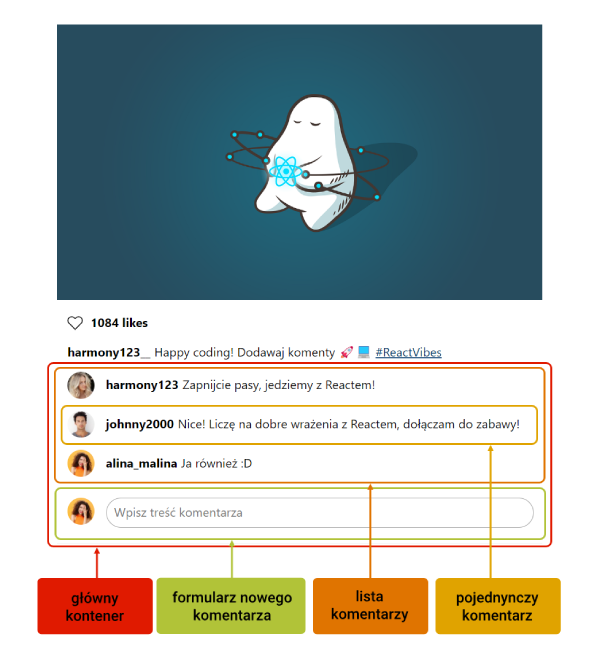 1084 likes
harmony123__ Happy coding! Dodawaj komenty 🚀 💻 #ReactVibes
harmony123 Zapnijcie pasy, jedziemy z Reactem!
johnny2000 Nice! Liczę na dobre wrażenia z Reactem, dołączam do zabawy!
alina_malina Ja również :D
Wpisz treść komentarza
główny
kontener
formularz nowego
komentarza
lista
komentarzy
pojednynczy
komentarz